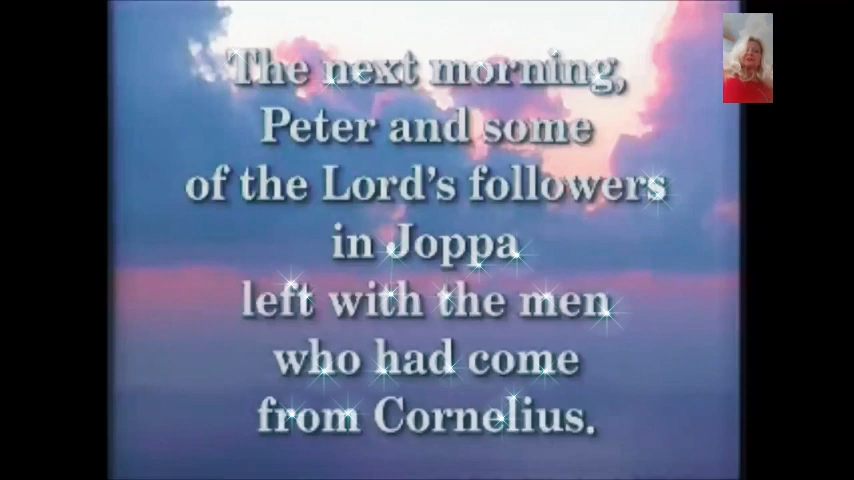 The next morning,
Peter and some
of the Lord's followers
in Joppa
left with the men
who had come
from Cornelius.